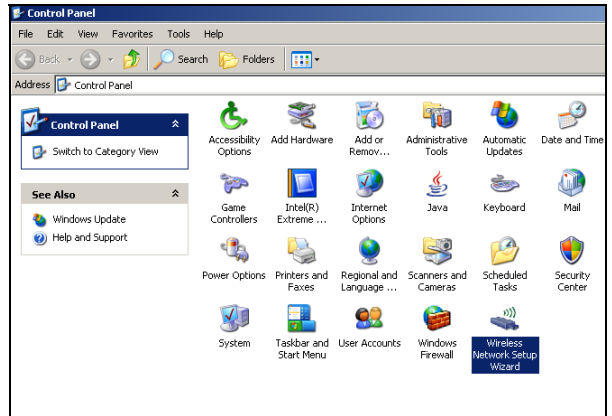 Control Panel
File Edit View Favorites Tools Help
Back Search Folders
Address Control Panel
Control Panel
Switch to Category View
See Also
Windows Update
Help and Support
Accessibility Options
Add Hardware
Add or Remov...
Administrative Tools
Automatic Updates
Date and Time
Game Controllers
Intel(R) Extreme ...
Internet Options
Java
Keyboard
Mail
Power Options
Printers and Faxes
Regional and Language ...
Scanners and Cameras
Scheduled Tasks
Security Center
System
Taskbar and Start Menu
User Accounts
Windows Firewall
Wireless Network Setup Wizard